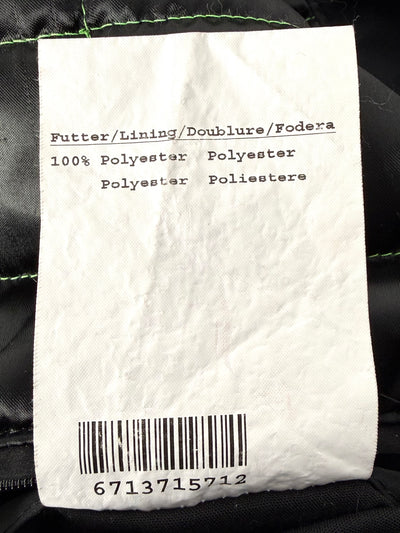 Futter/Lining/Doublure/Fodera
100% Polyester Polyester
Polyester Poliestere
6713715712